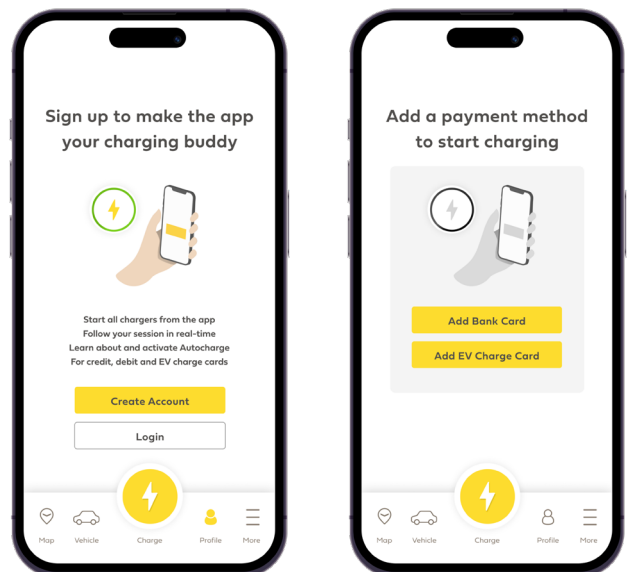 Sign up to make the app
your charging buddy
Start all chargers from the app
Follow your session in real-time
Learn about and activate Autocharge
For credit, debit and EV charge cards
Create Account
Login
Map Vehicle Charge Profile More
Add a payment method
to start charging
Add Bank Card
Add EV Charge Card
Map Vehicle Charge Profile More